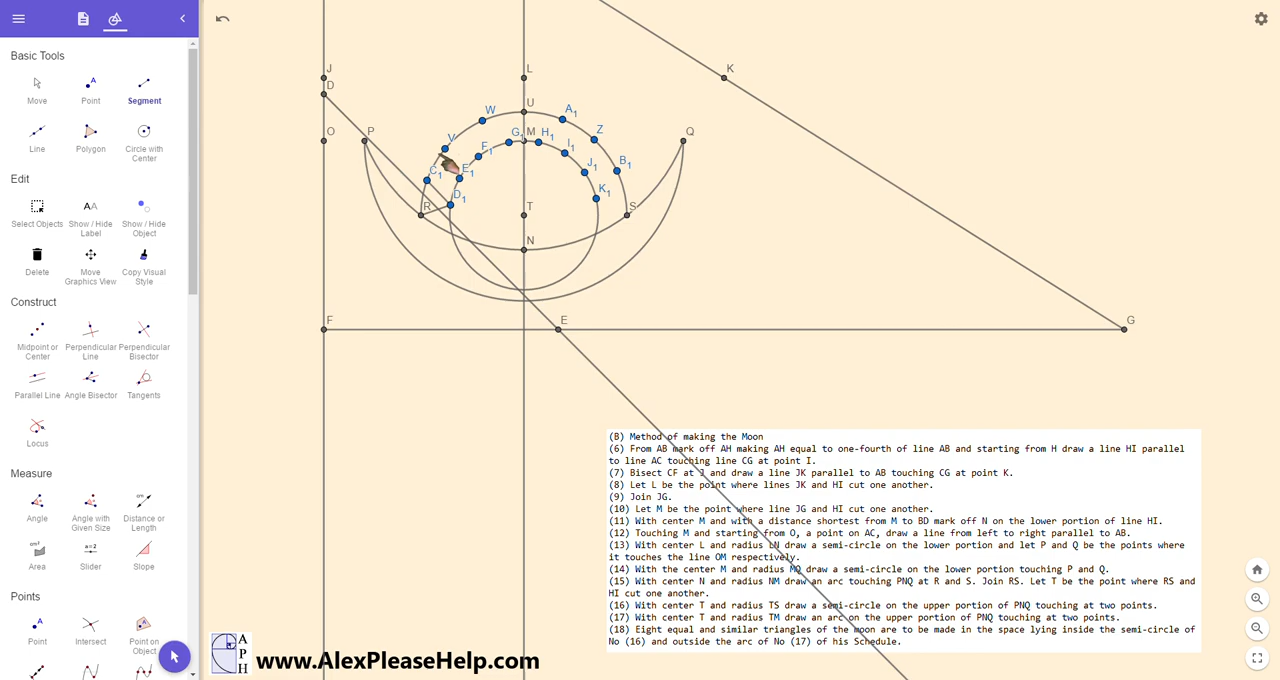 Basic Tools
Move Point Segment
Line Polygon Circle with Center
Edit
Select Objects Show / Hide Label Show / Hide Object
Delete Move Graphics View Copy Visual Style
Construct
Midpoint or Center Perpendicular Line Perpendicular Bisector
Parallel Line Angle Bisector Tangents
Locus
Measure
Angle Angle with Given Size Distance or Length
Area Slider Slope
Points
Point Intersect Point on Object
J
D
O P
L
U
W A1
V G1 M H1 Z
F1 I1
C1 E1 J1 B1
D1 K1
R T S
N
Q
K
F E G
(B) Method of making the Moon
(6) From AB mark off AH making AH equal to one-fourth of line AB and starting from H draw a line HI parallel
to line AC touching line CG at point I.
(7) Bisect CF at J and draw a line JK parallel to AB touching CG at point K.
(8) Let L be the point where lines JK and HI cut one another.
(9) Join JG.
(10) Let M be the point where line JG and HI cut one another.
(11) With center M and with a distance shortest from M to BD mark off N on the lower portion of line HI.
(12) Touching M and starting from O, a point on AC, draw a line from left to right parallel to AB.
(13) With center L and radius LN draw a semi-circle on the lower portion and let P and Q be the points where
it touches the line OM respectively.
(14) With the center M and radius MQ draw a semi-circle on the lower portion touching P and Q.
(15) With center N and radius NM draw an arc touching PNQ at R and S. Join RS. Let T be the point where RS and
HI cut one another.
(16) With center T and radius TS draw a semi-circle on the upper portion of PNQ touching at two points.
(17) With center T and radius TM draw an arc on the upper portion of PNQ touching at two points.
(18) Eight equal and similar triangles of the moon are to be made in the space lying inside the semi-circle of
No (16) and outside the arc of No (17) of his Schedule.
A
P
H
www.AlexPleaseHelp.com